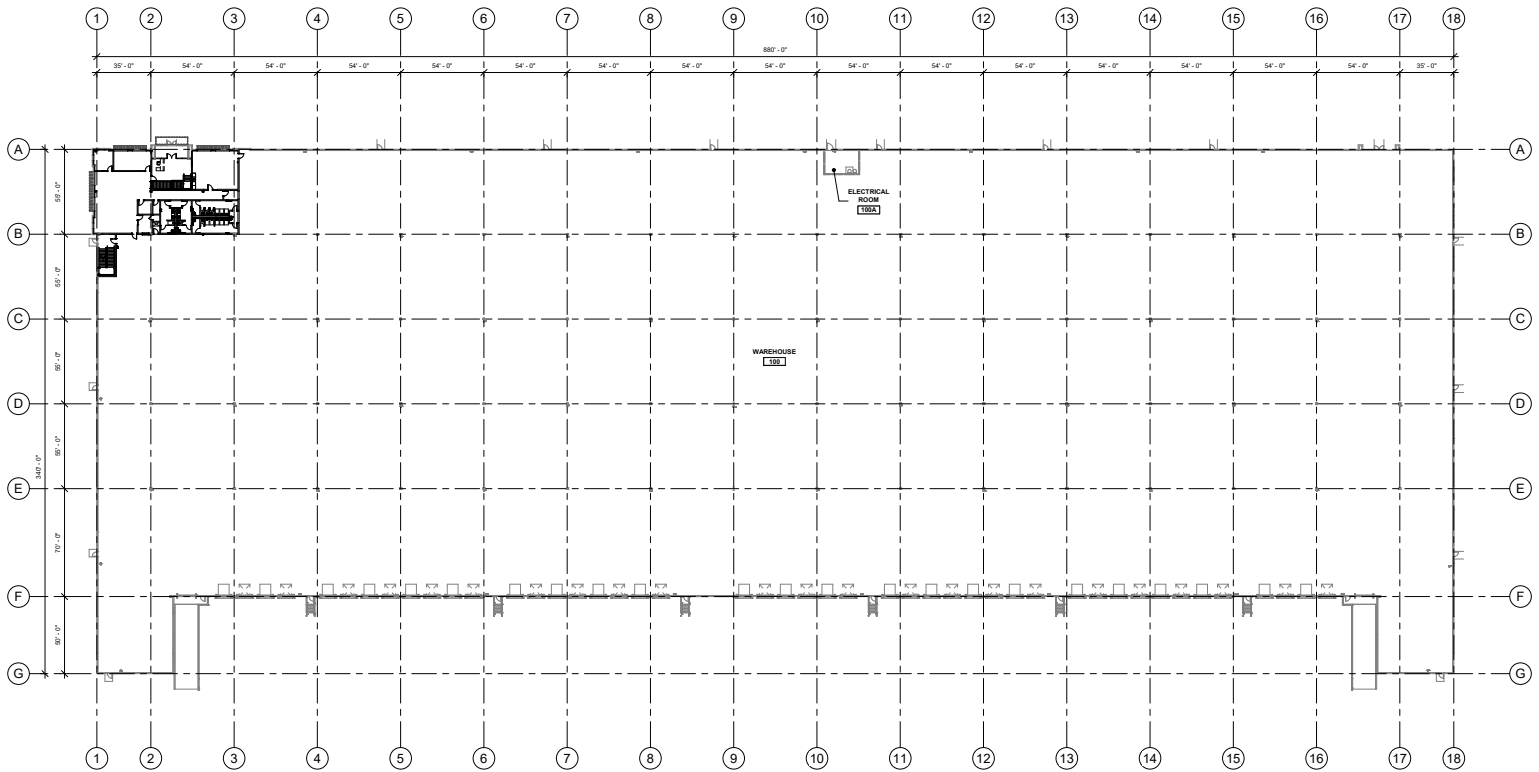 1 2 3 4 5 6 7 8 9 10 11 12 13 14 15 16 17 18
880' - 0"
35' - 0" 54' - 0" 54' - 0" 54' - 0" 54' - 0" 54' - 0" 54' - 0" 54' - 0" 54' - 0" 54' - 0" 54' - 0" 54' - 0" 54' - 0" 54' - 0" 54' - 0" 54' - 0" 35' - 0"
A A
55' - 0"
ELECTRICAL
ROOM
100A
B B
55' - 0"
C C
WAREHOUSE
100
55' - 0"
D D
55' - 0"
340' - 0"
E E
70' - 0"
F F
50' - 0"
G G
1 2 3 4 5 6 7 8 9 10 11 12 13 14 15 16 17 18